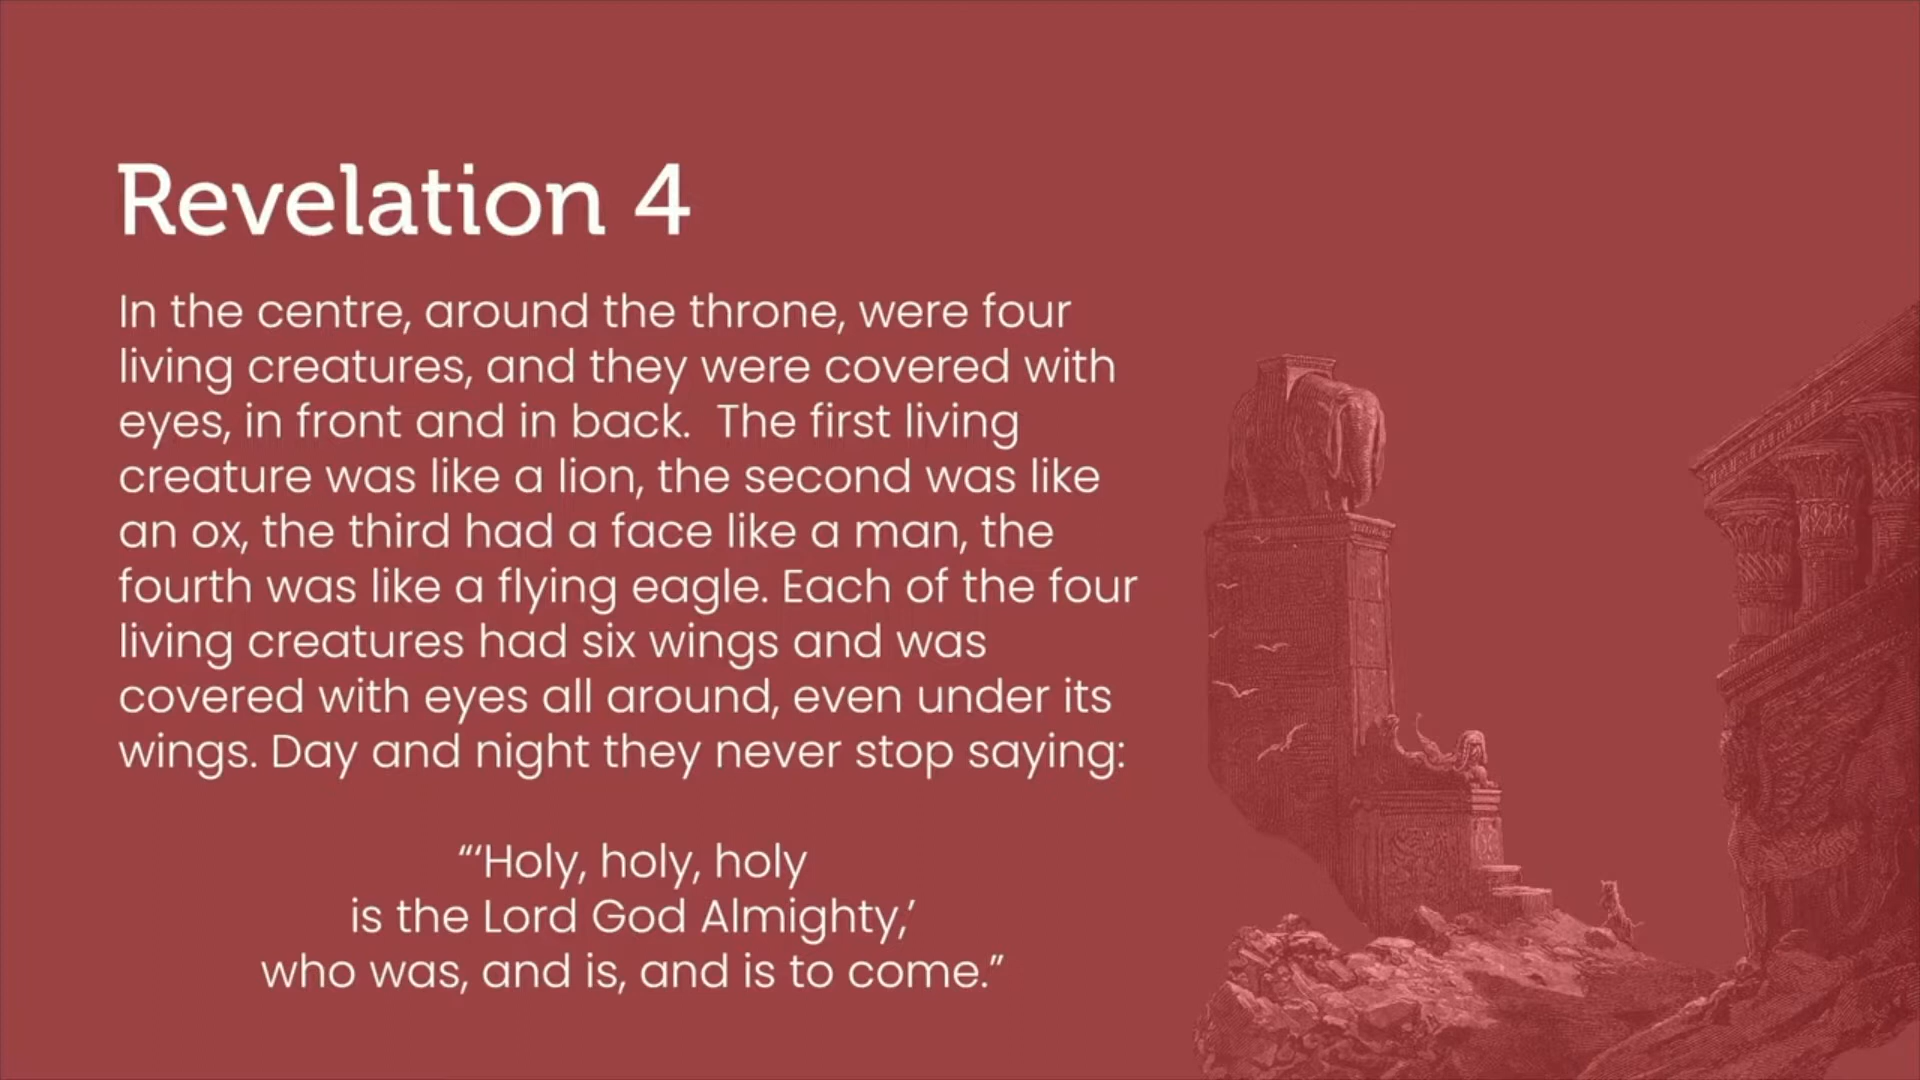 Revelation 4
In the centre, around the throne, were four
living creatures, and they were covered with
eyes, in front and in back.  The first living
creature was like a lion, the second was like
an ox, the third had a face like a man, the
fourth was like a flying eagle. Each of the four
living creatures had six wings and was
covered with eyes all around, even under its
wings. Day and night they never stop saying:
“‘Holy, holy, holy
is the Lord God Almighty,’
who was, and is, and is to come.”